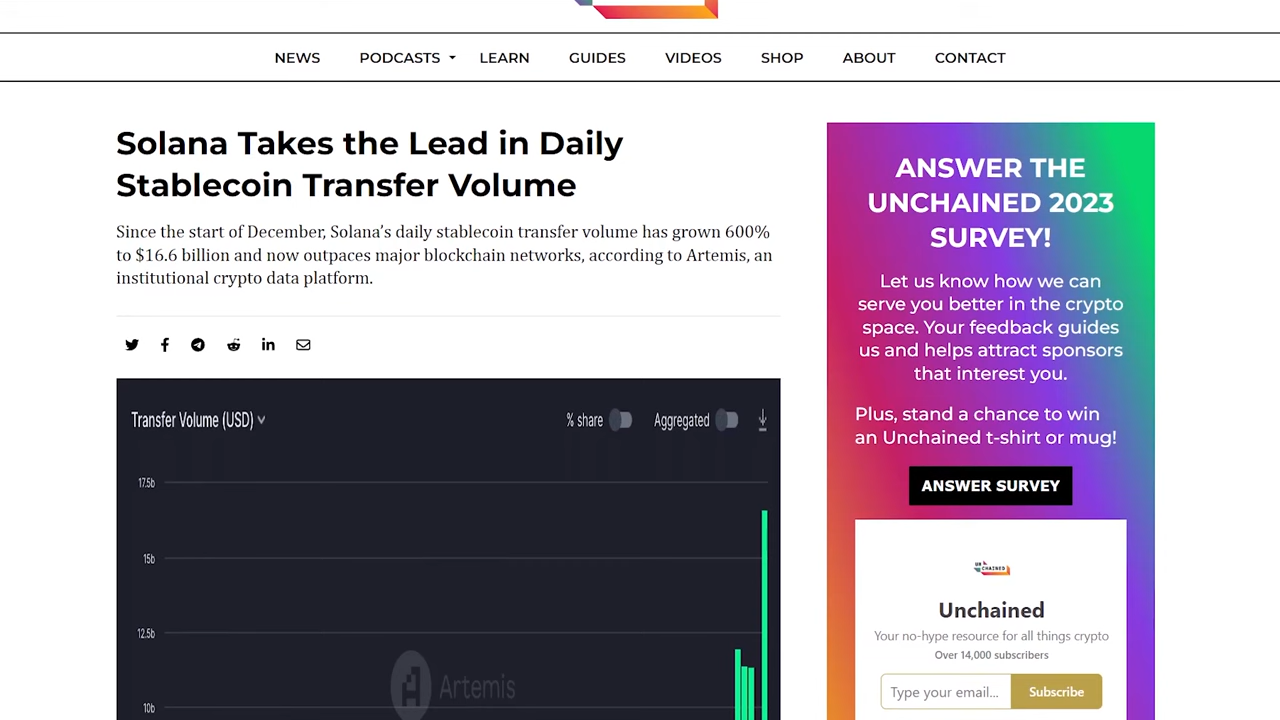 NEWS PODCASTS LEARN GUIDES VIDEOS SHOP ABOUT CONTACT
Solana Takes the Lead in Daily
Stablecoin Transfer Volume
Since the start of December, Solana’s daily stablecoin transfer volume has grown 600%
to $16.6 billion and now outpaces major blockchain networks, according to Artemis, an
institutional crypto data platform.
Transfer Volume (USD) % share Aggregated
17.5b
15b
12.5b
10b
Artemis
ANSWER THE
UNCHAINED 2023
SURVEY!
Let us know how we can
serve you better in the crypto
space. Your feedback guides
us and helps attract sponsors
that interest you.
Plus, stand a chance to win
an Unchained t-shirt or mug!
ANSWER SURVEY
UN
CHAINED
Unchained
Your no-hype resource for all things crypto
Over 14,000 subscribers
Type your email... Subscribe